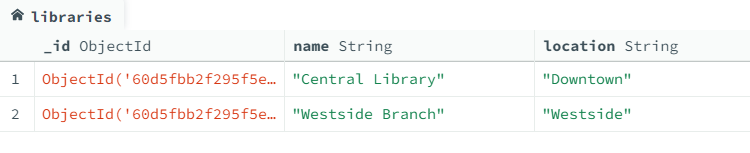 libraries
_id ObjectId name String location String
1 ObjectId('60d5fbb2f295f5e… "Central Library" "Downtown"
2 ObjectId('60d5fbb2f295f5e… "Westside Branch" "Westside"